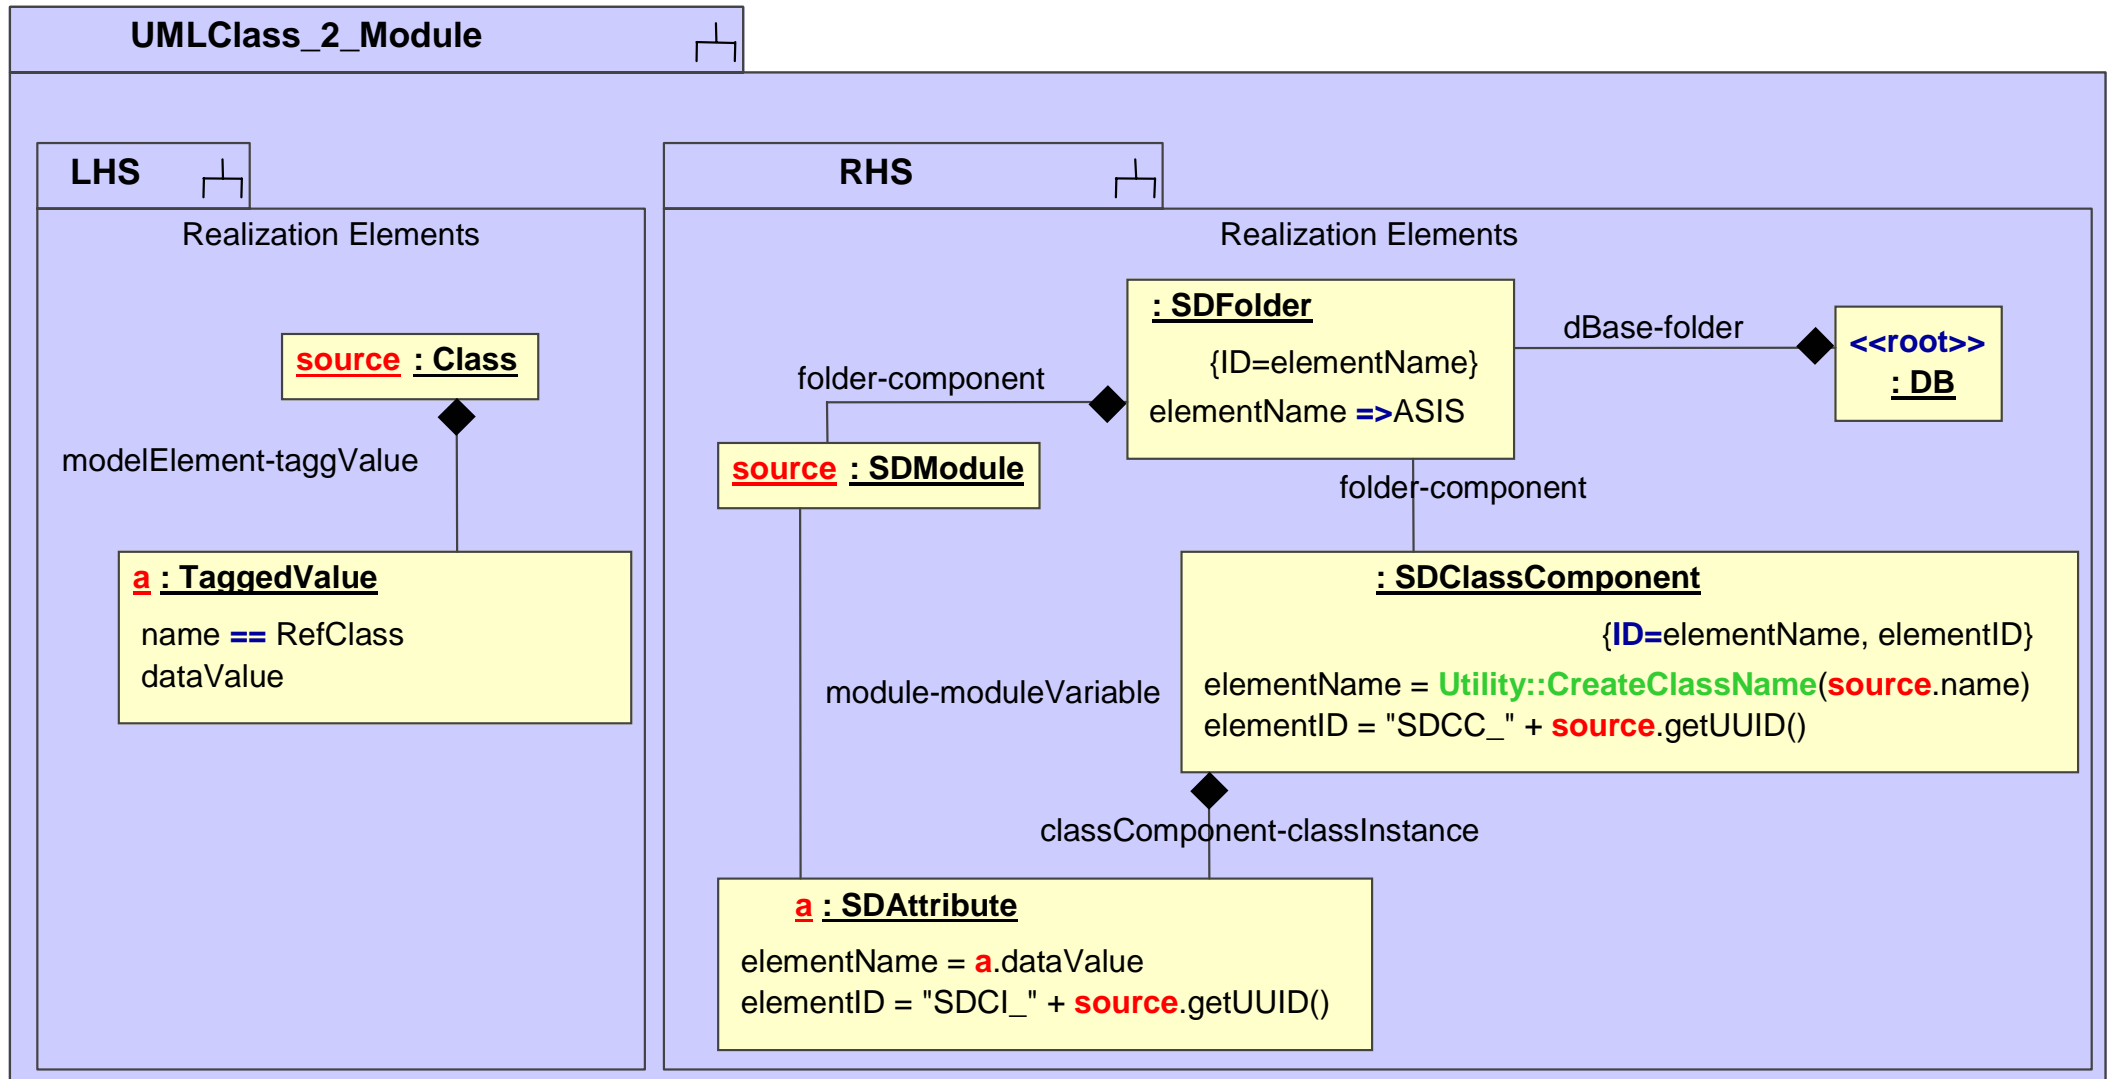 UMLClass_2_Module
LHS
Realization Elements
source : Class
modelElement-taggValue
a : TaggedValue
name == RefClass
dataValue
RHS
Realization Elements
: SDFolder
{ID=elementName}
elementName =>ASIS
dBase-folder
<<root>>
: DB
folder-component
source : SDModule
folder-component
: SDClassComponent
{ID=elementName, elementID}
elementName = Utility::CreateClassName(source.name)
elementID = "SDCC_" + source.getUUID()
module-moduleVariable
classComponent-classInstance
a : SDAttribute
elementName = a.dataValue
elementID = "SDCI_" + source.getUUID()